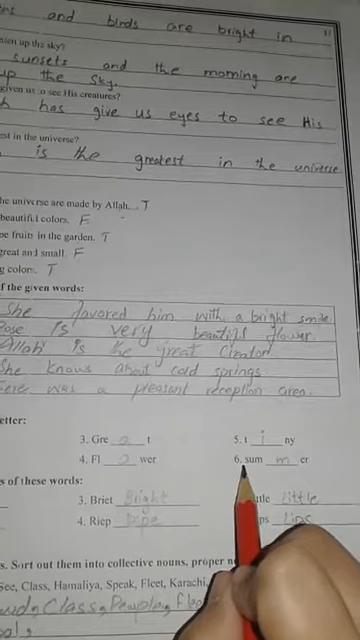 and birds are bright in
up the sky?
sunsets and the morning are
up the sky.
given us to see His creatures?
has give us eyes to see His
est in the universe?
is the greatest in the universe
he universe are made by Allah. T
beautiful colors. F
fruits in the garden. T
great and small. F
g colors. T
f the given words:
She favored him with a bright smile.
Rose is very beautifl flower.
Allah is the great Creator
She knows about cold springs.
was a pleasant reception area.
etter:
3. Gre a t
5. t i ny
4. Fl o wer
6. sum m er
s of these words:
3. Briet Bright
ttle little
4. Riep Ripe
ps Lips
s. Sort out them into collective nouns, proper
See, Class, Hamaliya, Speak, Fleet, Karachi,
Class,